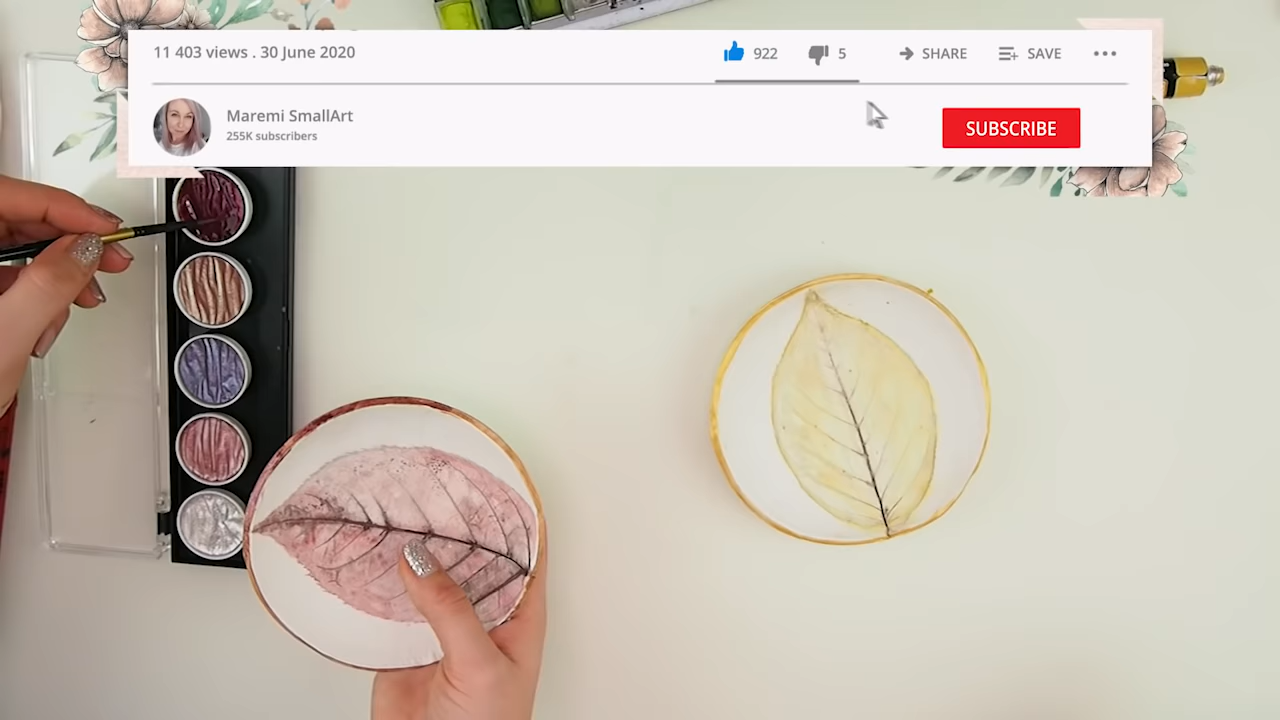 11 403 views . 30 June 2020
922
5
SHARE
SAVE
Maremi SmallArt
255K subscribers
SUBSCRIBE